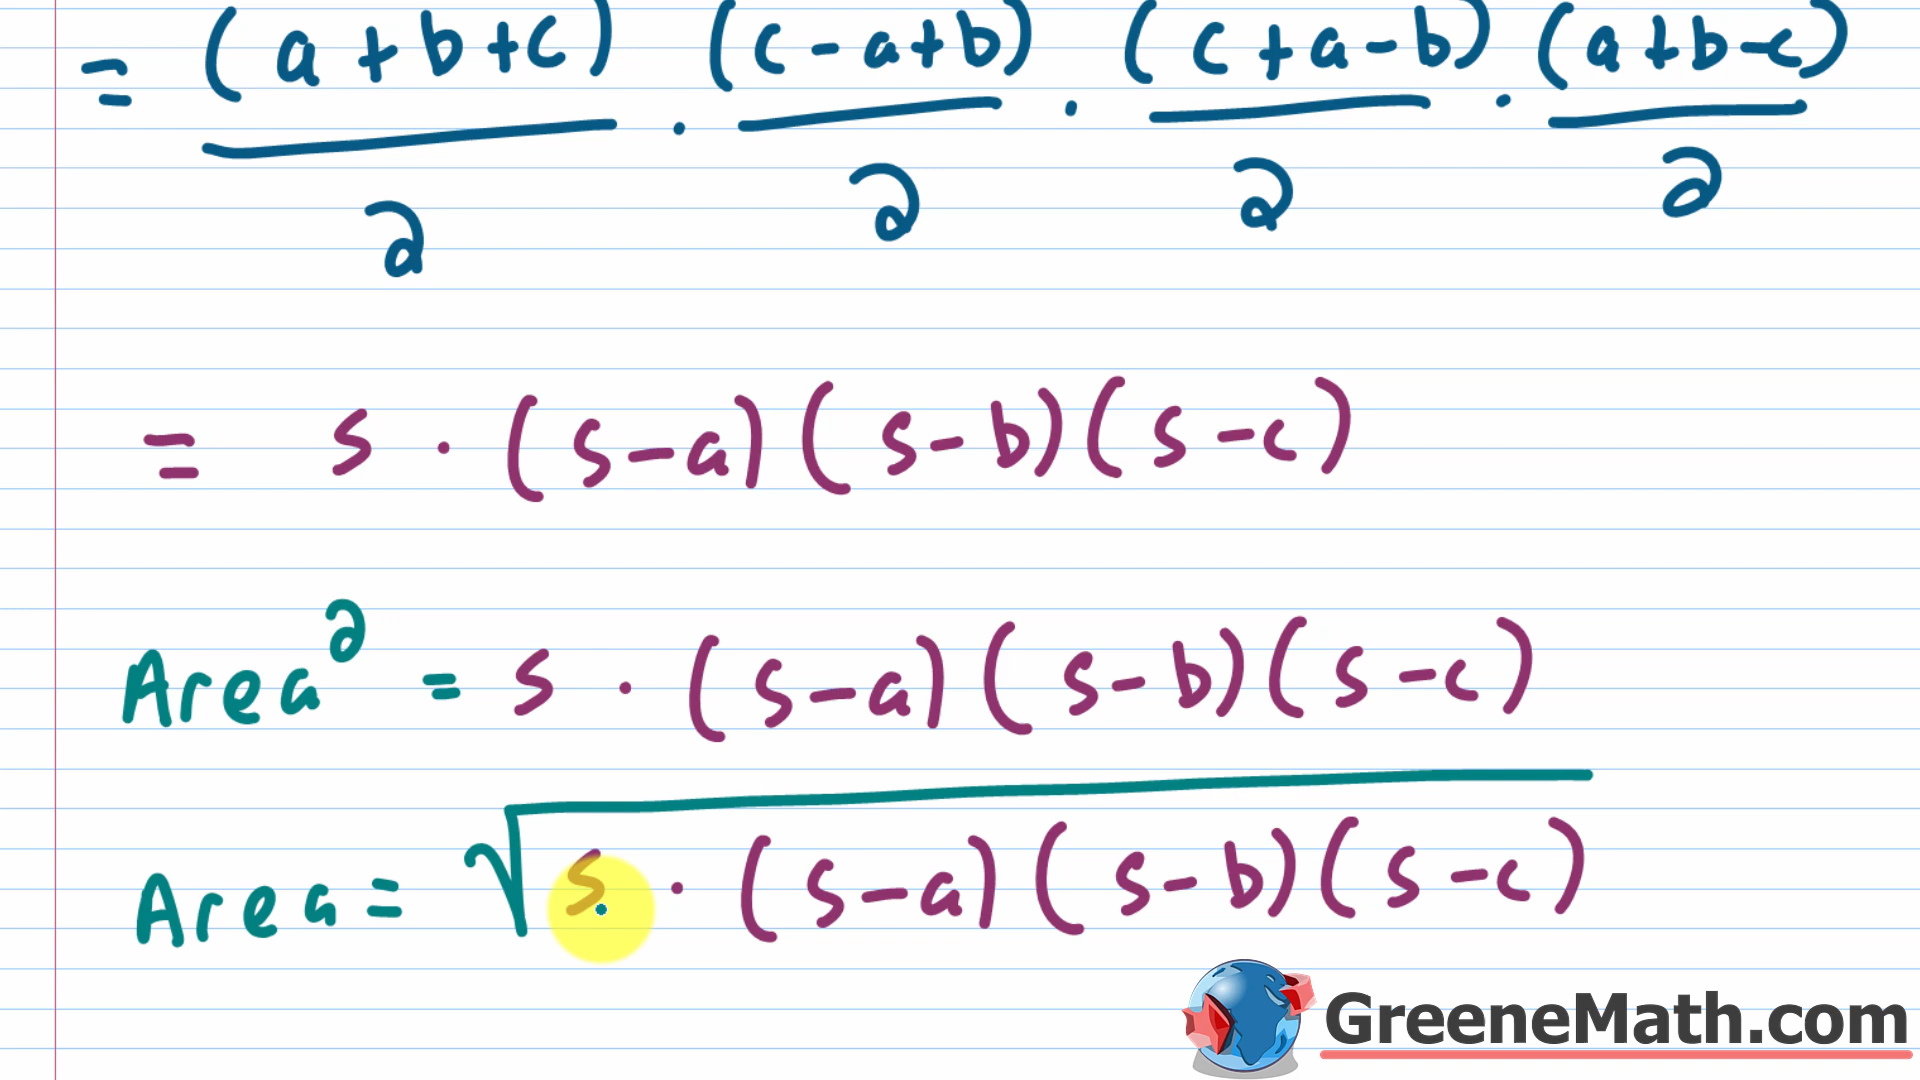 = (a+b+c)/2 · (c-a+b)/2 · (c+a-b)/2 · (a+b-c)/2
= s · (s-a)(s-b)(s-c)
Area² = s · (s-a)(s-b)(s-c)
Area = √s · (s-a)(s-b)(s-c)
GreeneMath.com